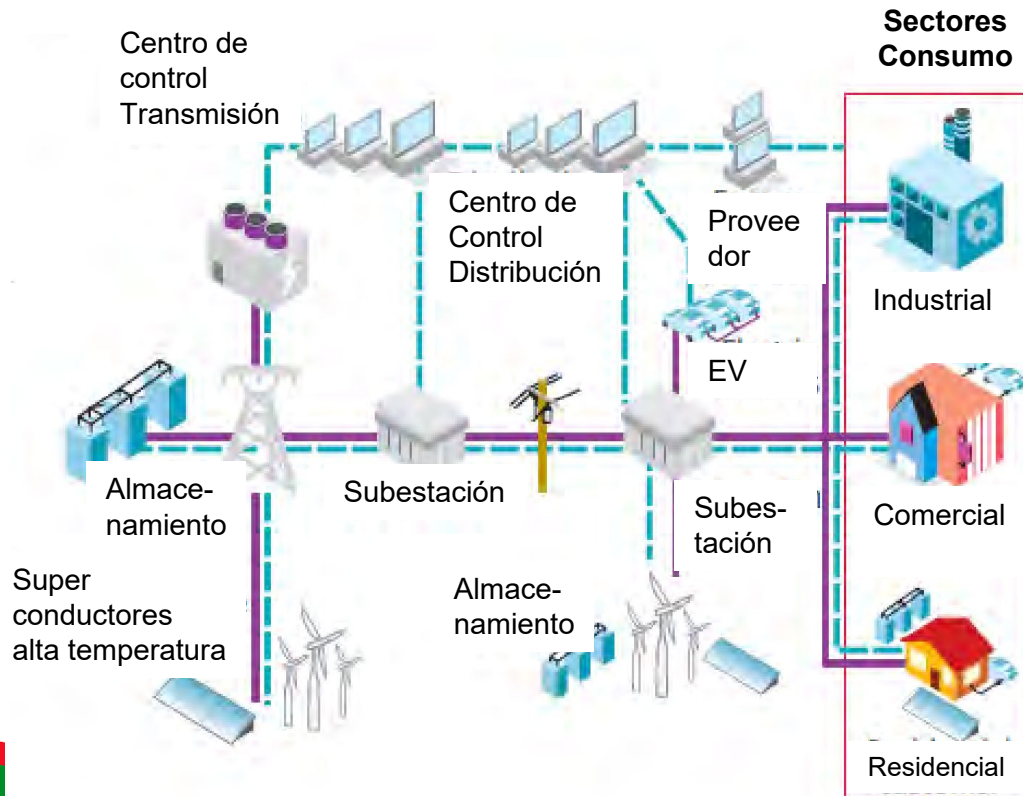 Sectores
Consumo
Centro de
control
Transmisión
Centro de
Control
Distribución
Provee
dor
Industrial
EV
Almace-
namiento
Subestación
Subes-
tación
Comercial
Super
conductores
alta temperatura
Almace-
namiento
Residencial